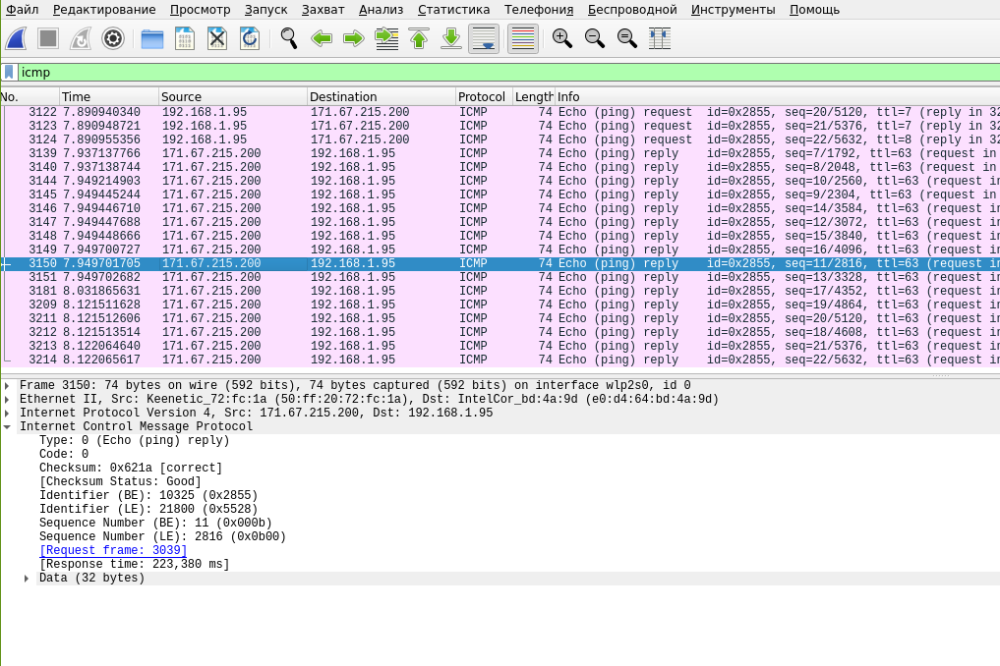 Файл Редактирование Просмотр Запуск Захват Анализ Статистика Телефония Беспроводной Инструменты Помощь
icmp
No. Time Source Destination Protocol Length Info
3122 7.890940340 192.168.1.95 171.67.215.200 ICMP 74 Echo (ping) request id=0x2855, seq=20/5120, ttl=7 (reply in 32
3123 7.890948721 192.168.1.95 171.67.215.200 ICMP 74 Echo (ping) request id=0x2855, seq=21/5376, ttl=7 (reply in 32
3124 7.890955356 192.168.1.95 171.67.215.200 ICMP 74 Echo (ping) request id=0x2855, seq=22/5632, ttl=8 (reply in 32
3139 7.937137766 171.67.215.200 192.168.1.95 ICMP 74 Echo (ping) reply id=0x2855, seq=7/1792, ttl=63 (request in
3140 7.937138744 171.67.215.200 192.168.1.95 ICMP 74 Echo (ping) reply id=0x2855, seq=8/2048, ttl=63 (request in
3144 7.949214903 171.67.215.200 192.168.1.95 ICMP 74 Echo (ping) reply id=0x2855, seq=10/2560, ttl=63 (request in
3145 7.949445244 171.67.215.200 192.168.1.95 ICMP 74 Echo (ping) reply id=0x2855, seq=9/2304, ttl=63 (request in
3146 7.949446710 171.67.215.200 192.168.1.95 ICMP 74 Echo (ping) reply id=0x2855, seq=14/3584, ttl=63 (request in
3147 7.949447688 171.67.215.200 192.168.1.95 ICMP 74 Echo (ping) reply id=0x2855, seq=12/3072, ttl=63 (request in
3148 7.949448666 171.67.215.200 192.168.1.95 ICMP 74 Echo (ping) reply id=0x2855, seq=15/3840, ttl=63 (request in
3149 7.949700727 171.67.215.200 192.168.1.95 ICMP 74 Echo (ping) reply id=0x2855, seq=16/4096, ttl=63 (request in
3150 7.949701705 171.67.215.200 192.168.1.95 ICMP 74 Echo (ping) reply id=0x2855, seq=11/2816, ttl=63 (request in
3151 7.949702682 171.67.215.200 192.168.1.95 ICMP 74 Echo (ping) reply id=0x2855, seq=13/3328, ttl=63 (request in
3181 8.031865631 171.67.215.200 192.168.1.95 ICMP 74 Echo (ping) reply id=0x2855, seq=17/4352, ttl=63 (request in
3209 8.121511628 171.67.215.200 192.168.1.95 ICMP 74 Echo (ping) reply id=0x2855, seq=19/4864, ttl=63 (request in
3211 8.121512606 171.67.215.200 192.168.1.95 ICMP 74 Echo (ping) reply id=0x2855, seq=20/5120, ttl=63 (request in
3212 8.121513514 171.67.215.200 192.168.1.95 ICMP 74 Echo (ping) reply id=0x2855, seq=18/4608, ttl=63 (request in
3213 8.122064640 171.67.215.200 192.168.1.95 ICMP 74 Echo (ping) reply id=0x2855, seq=21/5376, ttl=63 (request in
3214 8.122065617 171.67.215.200 192.168.1.95 ICMP 74 Echo (ping) reply id=0x2855, seq=22/5632, ttl=63 (request in
Frame 3150: 74 bytes on wire (592 bits), 74 bytes captured (592 bits) on interface wlp2s0, id 0
Ethernet II, Src: Keenetic_72:fc:1a (50:ff:20:72:fc:1a), Dst: IntelCor_bd:4a:9d (e0:d4:64:bd:4a:9d)
Internet Protocol Version 4, Src: 171.67.215.200, Dst: 192.168.1.95
Internet Control Message Protocol
Type: 0 (Echo (ping) reply)
Code: 0
Checksum: 0x621a [correct]
[Checksum Status: Good]
Identifier (BE): 10325 (0x2855)
Identifier (LE): 21800 (0x5528)
Sequence Number (BE): 11 (0x000b)
Sequence Number (LE): 2816 (0x0b00)
[Request frame: 3039]
[Response time: 223,380 ms]
Data (32 bytes)